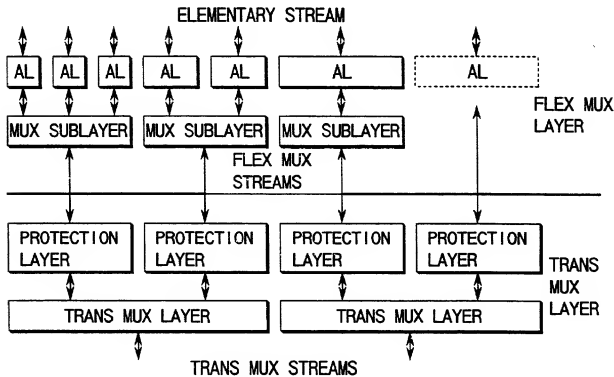 ELEMENTARY STREAM
AL AL AL AL AL AL AL
FLEX MUX
LAYER
MUX SUBLAYER MUX SUBLAYER MUX SUBLAYER
FLEX MUX
STREAMS
PROTECTION
LAYER
PROTECTION
LAYER
PROTECTION
LAYER
PROTECTION
LAYER
TRANS
MUX
LAYER
TRANS MUX LAYER TRANS MUX LAYER
TRANS MUX STREAMS